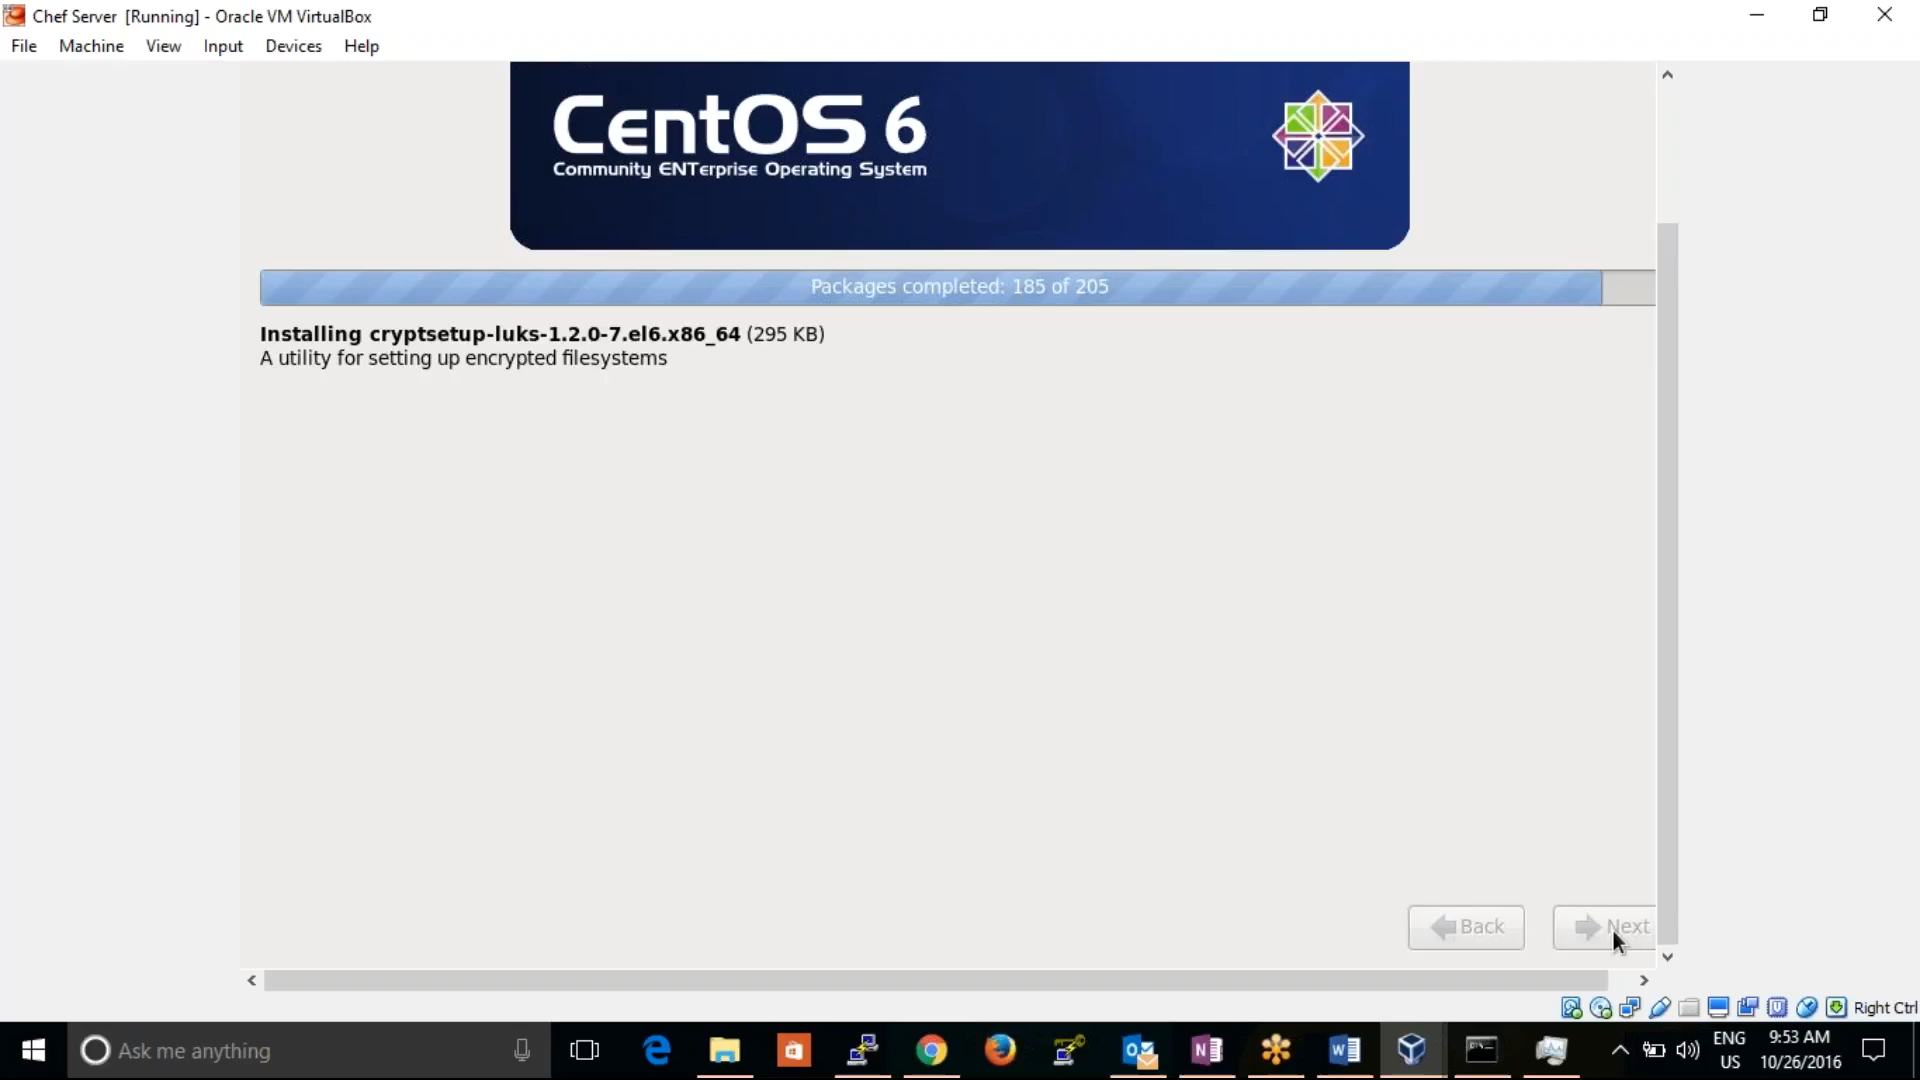 Chef Server [Running] - Oracle VM VirtualBox
File Machine View Input Devices Help
CentOS 6
Community ENTerprise Operating System
Packages completed: 185 of 205
Installing cryptsetup-luks-1.2.0-7.el6.x86_64 (295 KB)
A utility for setting up encrypted filesystems
Back Next
Right Ctrl
Ask me anything
ENG
US
9:53 AM
10/26/2016